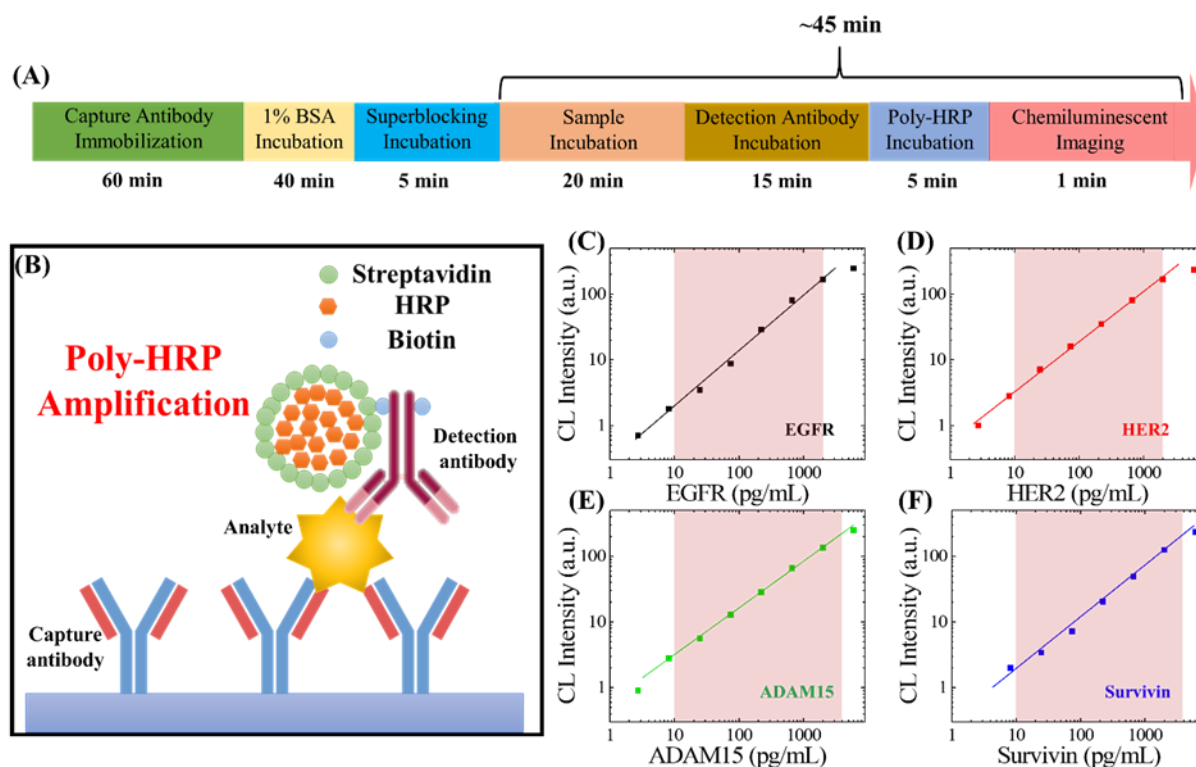 ~45 min
(A)
Capture Antibody
Immobilization
1% BSA
Incubation
Superblocking
Incubation
Sample
Incubation
Detection Antibody
Incubation
Poly-HRP
Incubation
Chemiluminescent
Imaging
60 min
40 min
5 min
20 min
15 min
5 min
1 min
(B)
Streptavidin
HRP
Biotin
Poly-HRP
Amplification
Detection
antibody
Analyte
Capture
antibody
(C)
CL Intensity (a.u.)
100
10
1
EGFR
1 10 100 1000
EGFR (pg/mL)
(D)
CL Intensity (a.u.)
100
10
1
HER2
1 10 100 1000
HER2 (pg/mL)
(E)
CL Intensity (a.u.)
100
10
1
ADAM15
1 10 100 1000
ADAM15 (pg/mL)
(F)
CL Intensity (a.u.)
100
10
1
Survivin
1 10 100 1000
Survivin (pg/mL)